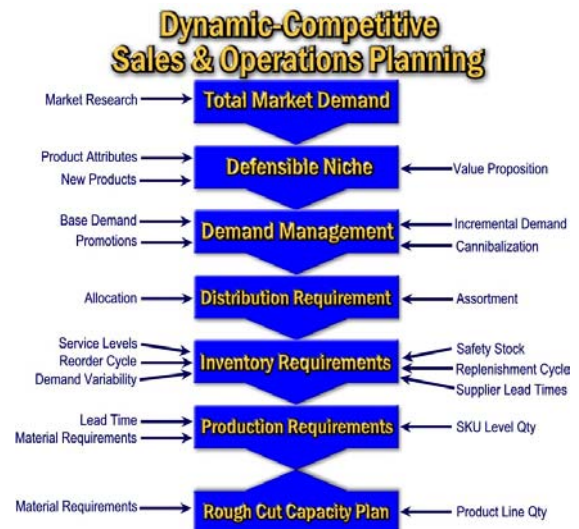 Dynamic-Competitive
Sales & Operations Planning
Market Research
Total Market Demand
Product Attributes
New Products
Defensible Niche
Value Proposition
Base Demand
Promotions
Demand Management
Incremental Demand
Cannibalization
Allocation
Distribution Requirement
Assortment
Service Levels
Reorder Cycle
Demand Variability
Inventory Requirements
Safety Stock
Replenishment Cycle
Supplier Lead Times
Lead Time
Material Requirements
Production Requirements
SKU Level Qty
Material Requirements
Rough Cut Capacity Plan
Product Line Qty